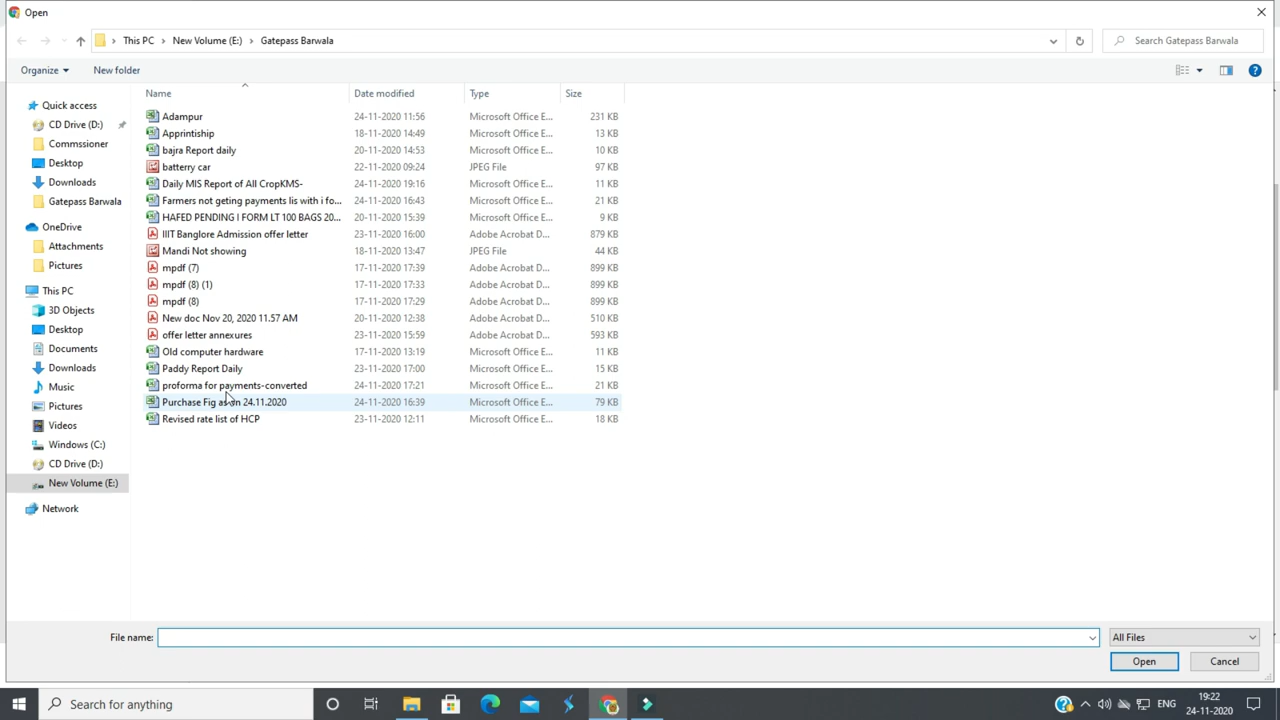 Open
This PC > New Volume (E:) > Gatepass Barwala
Search Gatepass Barwala
Organize
New folder
Name
Date modified
Type
Size
Quick access
CD Drive (D:)
Commssioner
Desktop
Downloads
Gatepass Barwala
OneDrive
Attachments
Pictures
This PC
3D Objects
Desktop
Documents
Downloads
Music
Pictures
Videos
Windows (C:)
CD Drive (D:)
New Volume (E:)
Network
Adampur 24-11-2020 11:56 Microsoft Office E... 231 KB
Apprintiship 18-11-2020 14:49 Microsoft Office E... 13 KB
bajra Report daily 20-11-2020 14:53 Microsoft Office E... 10 KB
batterry car 22-11-2020 09:24 JPEG File 97 KB
Daily MIS Report of All CropKMS- 24-11-2020 19:16 Microsoft Office E... 11 KB
Farmers not geting payments lis with i fo... 24-11-2020 16:43 Microsoft Office E... 21 KB
HAFED PENDING I FORM LT 100 BAGS 20... 20-11-2020 15:39 Microsoft Office E... 9 KB
IIIT Banglore Admission offer letter 23-11-2020 16:00 Adobe Acrobat D... 879 KB
Mandi Not showing 18-11-2020 13:47 JPEG File 44 KB
mpdf (7) 17-11-2020 17:39 Adobe Acrobat D... 899 KB
mpdf (8) (1) 17-11-2020 17:33 Adobe Acrobat D... 899 KB
mpdf (8) 17-11-2020 17:29 Adobe Acrobat D... 899 KB
New doc Nov 20, 2020 11.57 AM 20-11-2020 12:38 Adobe Acrobat D... 510 KB
offer letter annexures 23-11-2020 15:59 Adobe Acrobat D... 593 KB
Old computer hardware 17-11-2020 13:19 Microsoft Office E... 11 KB
Paddy Report Daily 23-11-2020 17:00 Microsoft Office E... 15 KB
proforma for payments-converted 24-11-2020 17:21 Microsoft Office E... 21 KB
Purchase Fig as on 24.11.2020 24-11-2020 16:39 Microsoft Office E... 79 KB
Revised rate list of HCP 23-11-2020 12:11 Microsoft Office E... 18 KB
File name:
All Files
Open
Cancel
Search for anything
ENG
19:22
24-11-2020